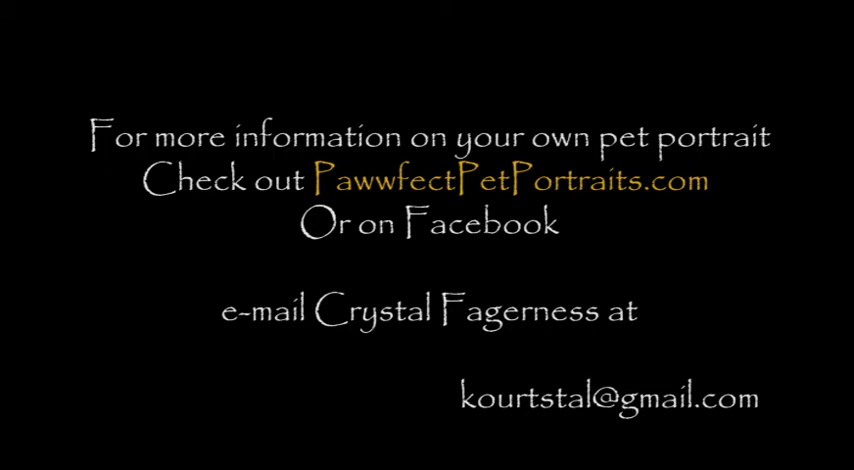 For more information on your own pet portrait
Check out PawwfectPetPortraits.com
Or on Facebook
e-mail Crystal Fagerness at
kourtstal@gmail.com